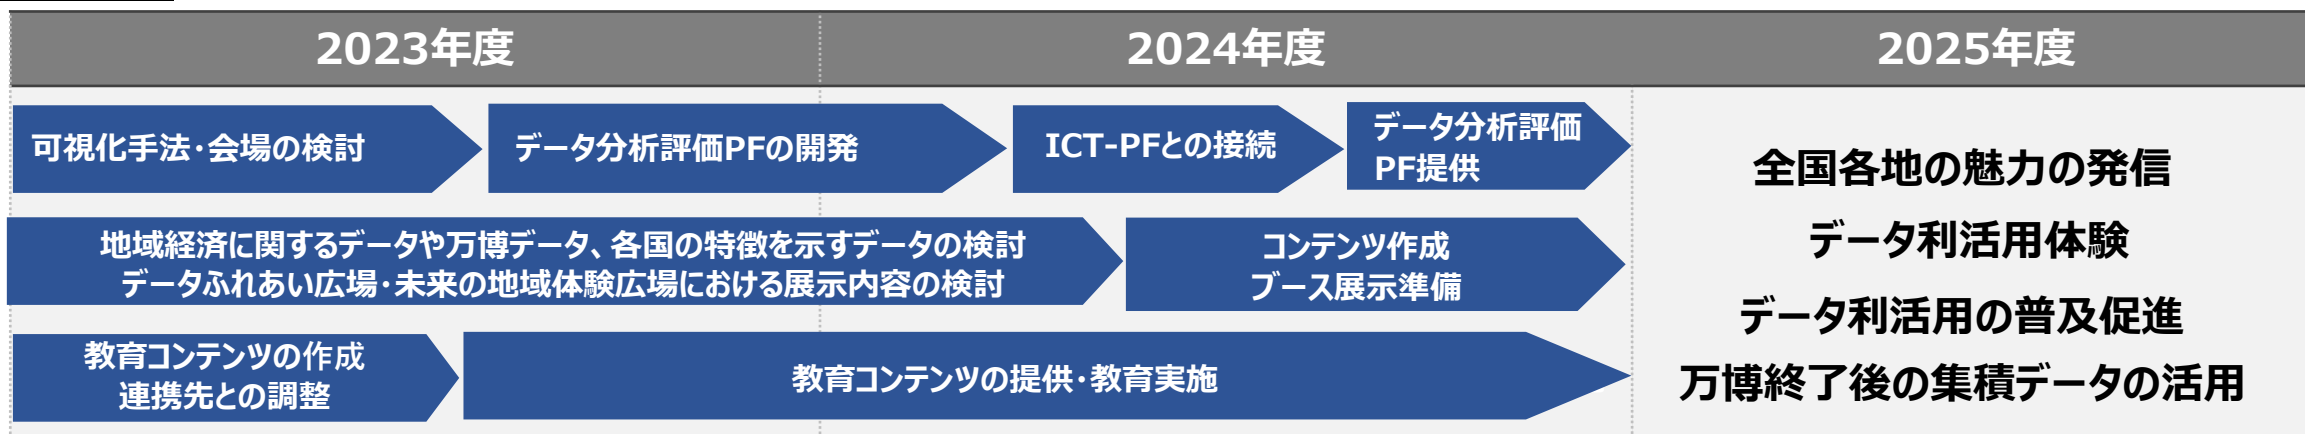 2023年度
2024年度
2025年度
可視化手法・会場の検討
データ分析評価PFの開発
ICT-PFとの接続
データ分析評価
PF提供
地域経済に関するデータや万博データ、各国の特徴を示すデータの検討
データふれあい広場・未来の地域体験広場における展示内容の検討
コンテンツ作成
ブース展示準備
教育コンテンツの作成
連携先との調整
教育コンテンツの提供・教育実施
全国各地の魅力の発信
データ利活用体験
データ利活用の普及促進
万博終了後の集積データの活用